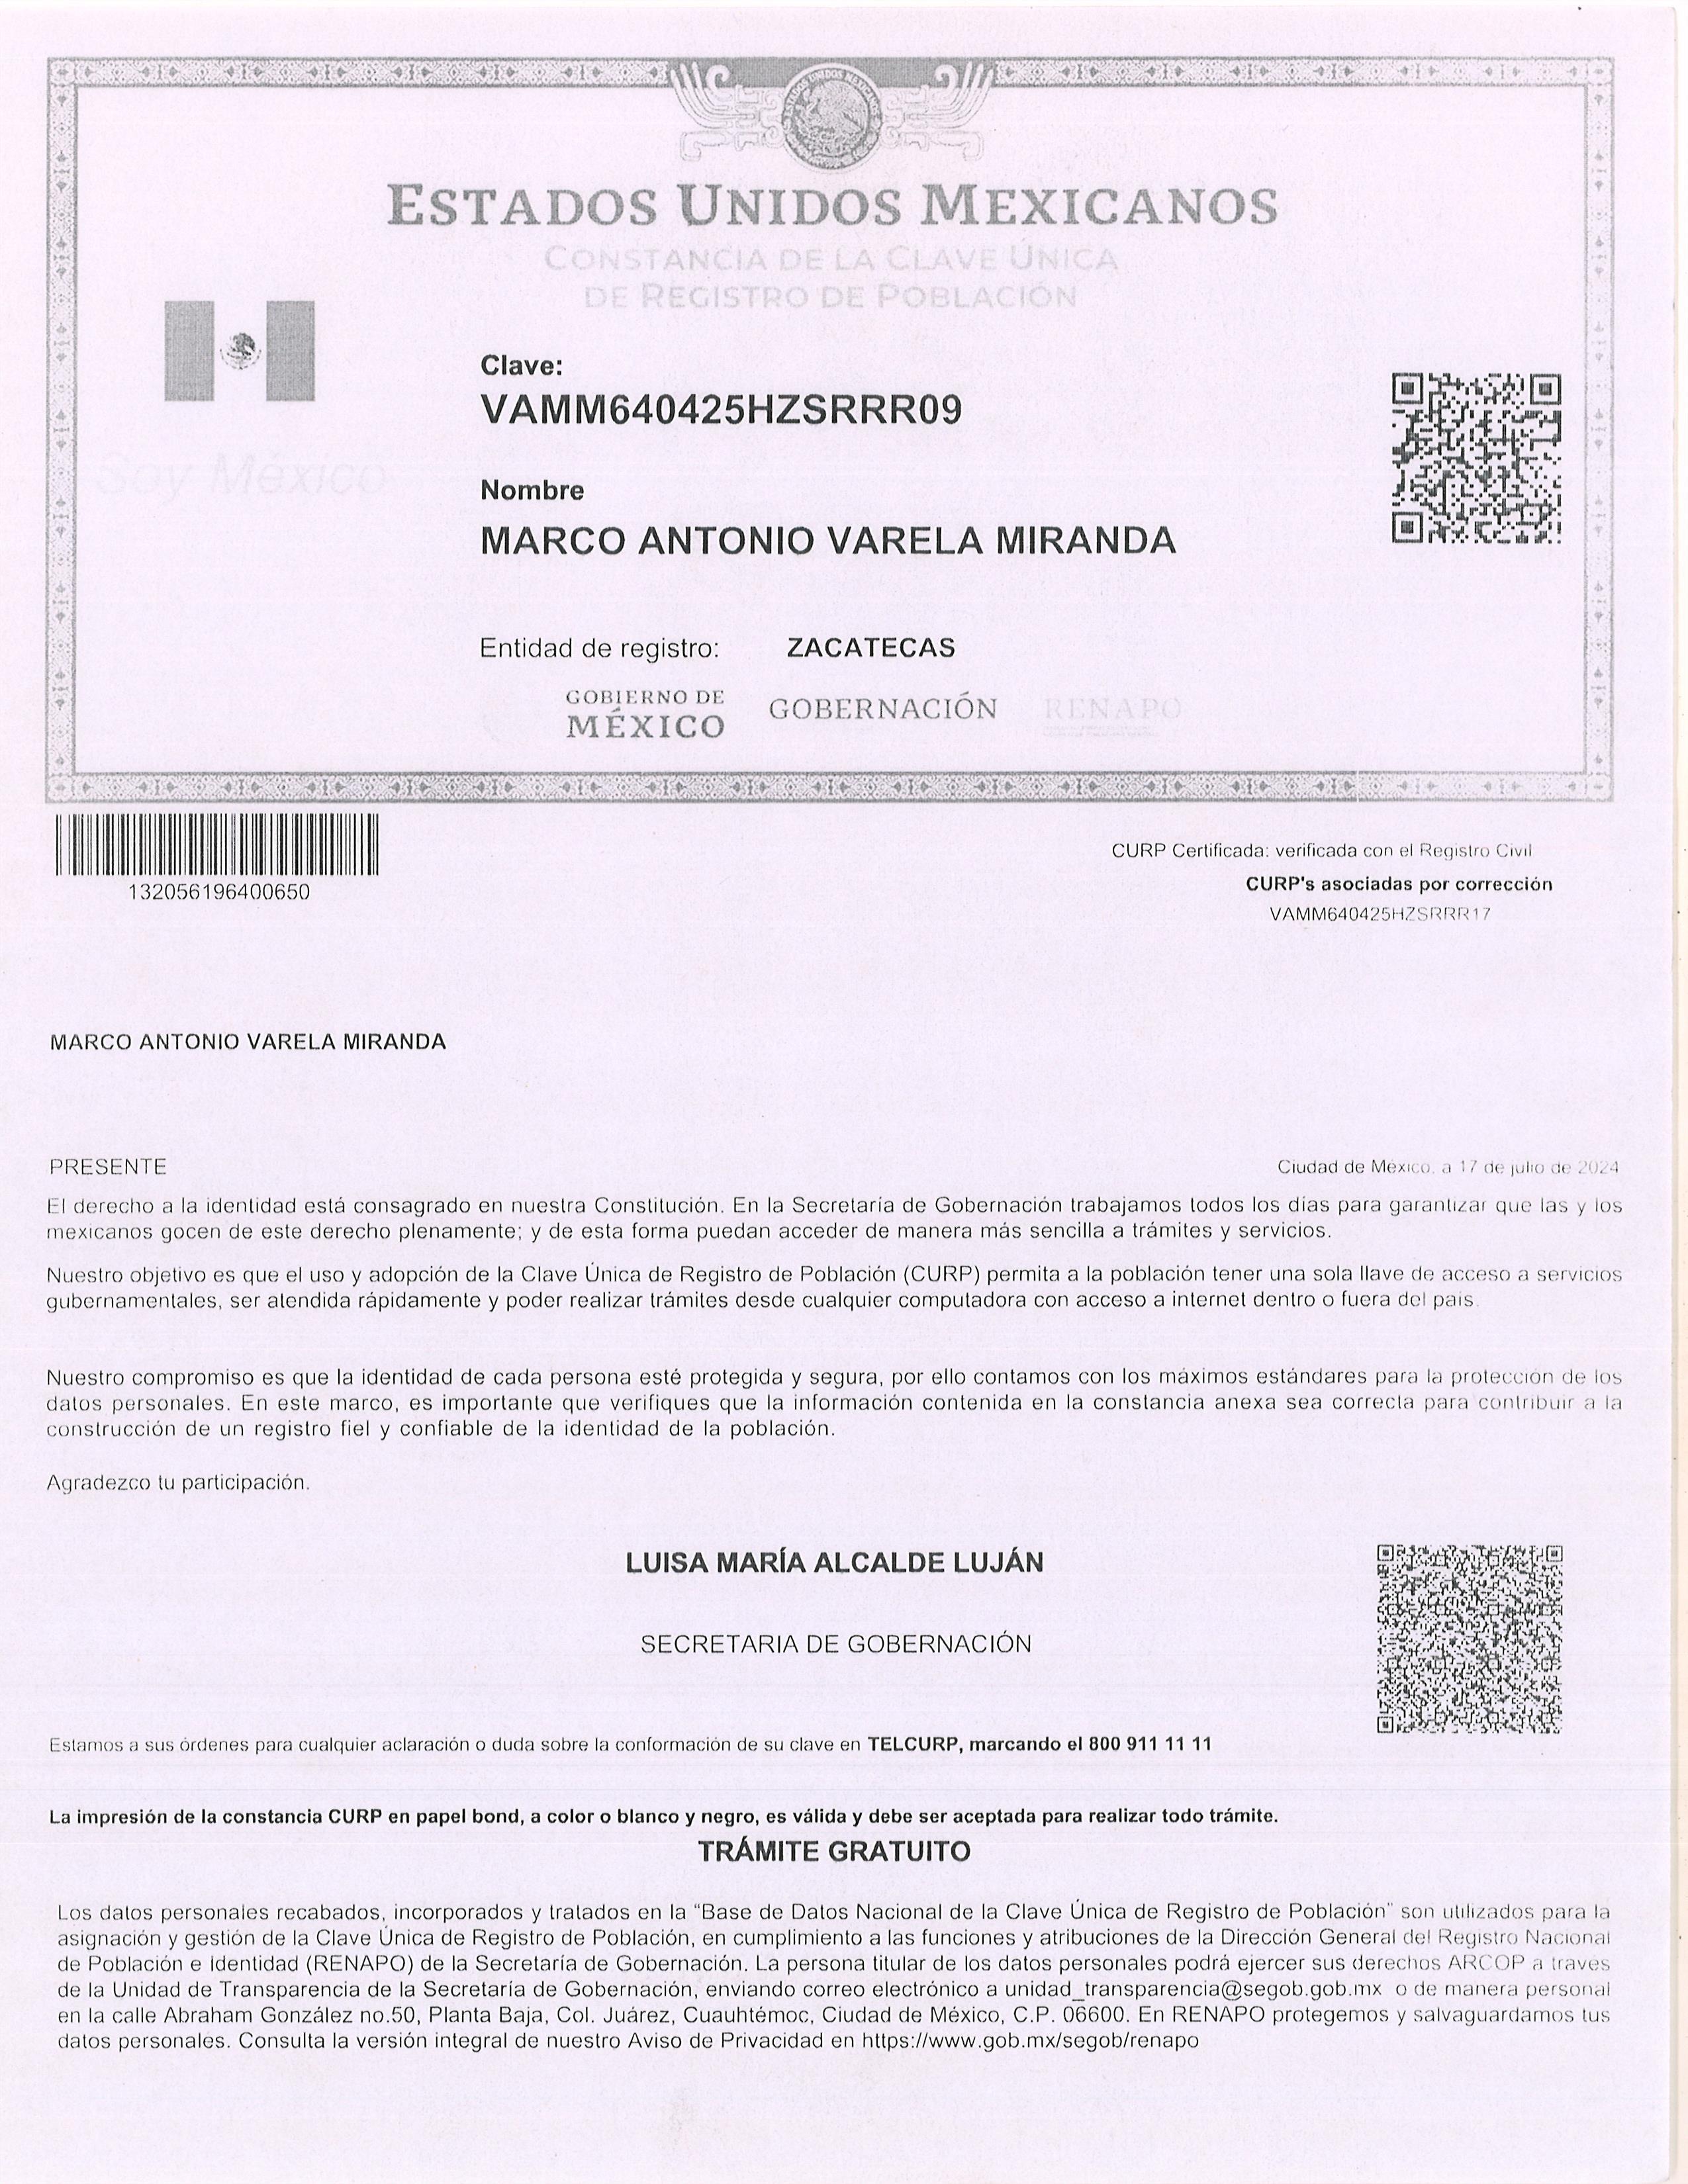 ESTADOS UNIDOS MEXICANOS
CONSTANCIA DE LA CLAVE ÚNICA
DE REGISTRO DE POBLACIÓN
Clave:
VAMM640425HZSRRR09
Soy México
Nombre
MARCO ANTONIO VARELA MIRANDA
Entidad de registro: ZACATECAS
GOBIERNO DE
MÉXICO
GOBERNACIÓN
RENAPO
132056196400650
CURP Certificada: verificada con el Registro Civil
CURP's asociadas por corrección
VAMM640425HZSRRR17
MARCO ANTONIO VARELA MIRANDA
PRESENTE
Ciudad de México, a 17 de julio de 2024
El derecho a la identidad está consagrado en nuestra Constitución. En la Secretaría de Gobernación trabajamos todos los días para garantizar que las y los
mexicanos gocen de este derecho plenamente; y de esta forma puedan acceder de manera más sencilla a trámites y servicios.
Nuestro objetivo es que el uso y adopción de la Clave Única de Registro de Población (CURP) permita a la población tener una sola llave de acceso a servicios
gubernamentales, ser atendida rápidamente y poder realizar trámites desde cualquier computadora con acceso a internet dentro o fuera del país.
Nuestro compromiso es que la identidad de cada persona esté protegida y segura, por ello contamos con los máximos estándares para la protección de los
datos personales. En este marco, es importante que verifiques que la información contenida en la constancia anexa sea correcta para contribuir a la
construcción de un registro fiel y confiable de la identidad de la población.
Agradezco tu participación.
LUISA MARÍA ALCALDE LUJÁN
SECRETARIA DE GOBERNACIÓN
Estamos a sus órdenes para cualquier aclaración o duda sobre la conformación de su clave en TELCURP, marcando el 800 911 11 11
La impresión de la constancia CURP en papel bond, a color o blanco y negro, es válida y debe ser aceptada para realizar todo trámite.
TRÁMITE GRATUITO
Los datos personales recabados, incorporados y tratados en la "Base de Datos Nacional de la Clave Única de Registro de Población" son utilizados para la
asignación y gestión de la Clave Única de Registro de Población, en cumplimiento a las funciones y atribuciones de la Dirección General del Registro Nacional
de Población e Identidad (RENAPO) de la Secretaría de Gobernación. La persona titular de los datos personales podrá ejercer sus derechos ARCOP a través
de la Unidad de Transparencia de la Secretaría de Gobernación, enviando correo electrónico a unidad_transparencia@segob.gob.mx o de manera personal
en la calle Abraham González no.50, Planta Baja, Col. Juárez, Cuauhtémoc, Ciudad de México, C.P. 06600. En RENAPO protegemos y salvaguardamos tus
datos personales. Consulta la versión integral de nuestro Aviso de Privacidad en https://www.gob.mx/segob/renapo